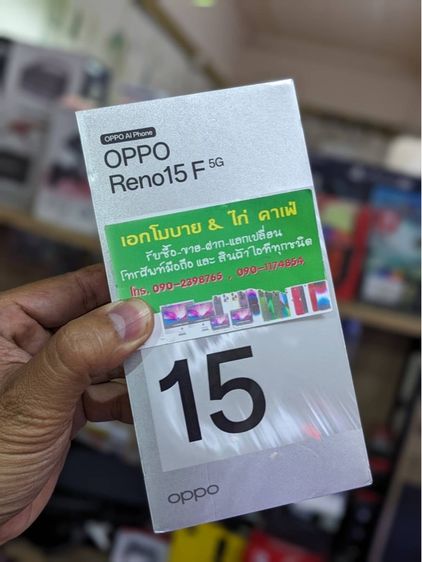 OPPO AI Phone
OPPO
Reno15 F 5G
เอกโมบาย & ไก่ คาเฟ่
รับซื้อ-ขาย-ฝาก-แลกเปลี่ยน
โทรศัพท์มือถือ และ สินค้าไอทีทุกชนิด
โทร. 090-2398765 , 090-1174854
15
oppo